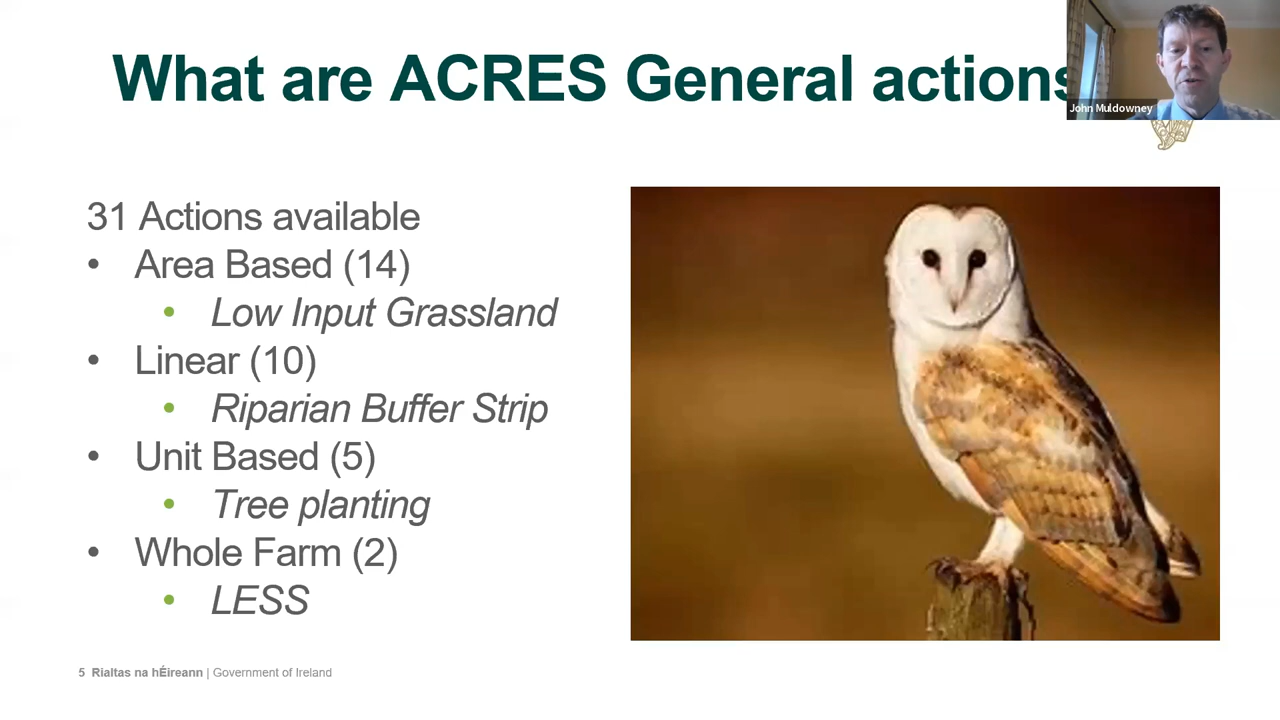 What are ACRES General actions
John Muldowney
31 Actions available
• Area Based (14)
• Low Input Grassland
• Linear (10)
• Riparian Buffer Strip
• Unit Based (5)
• Tree planting
• Whole Farm (2)
• LESS
5 Rialtas na hÉireann | Government of Ireland